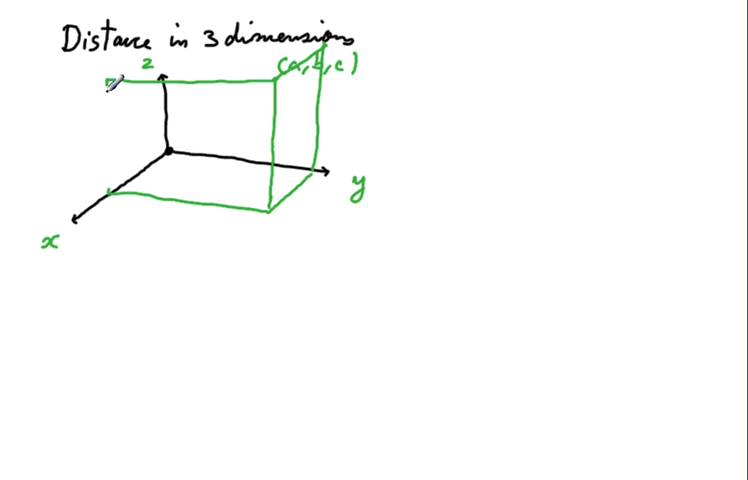 Distance in 3 dimensions
z
(a, b, c)
y
x